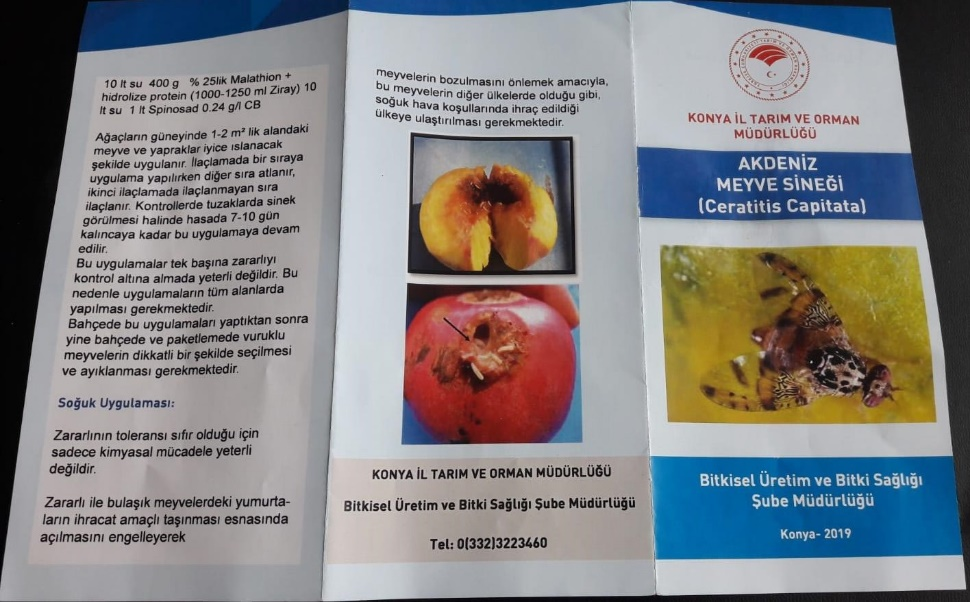 10 lt su 400 g % 25lik Malathion +
hidrolize protein (1000-1250 ml Ziray) 10
lt su 1 lt Spinosad 0.24 g/l CB
Ağaçların güneyinde 1-2 m² lik alandaki
meyve ve yapraklar iyice ıslanacak
şekilde uygulanır. İlaçlamada bir sıraya
uygulama yapılırken diğer sıra atlanır,
ikinci ilaçlamada ilaçlanmayan sıra
ilaçlanır. Kontrollerde tuzaklarda sinek
görülmesi halinde hasada 7-10 gün
kalıncaya kadar bu uygulamaya devam
edilir.
Bu uygulamalar tek başına zararlıyı
kontrol altına almada yeterli değildir. Bu
nedenle uygulamaların tüm alanlarda
yapılması gerekmektedir.
Bahçede bu uygulamaları yaptıktan sonra
yine bahçede ve paketlemede vuruklu
meyvelerin dikkatli bir şekilde seçilmesi
ve ayıklanması gerekmektedir.
Soğuk Uygulaması:
Zararlının toleransı sıfır olduğu için
sadece kimyasal mücadele yeterli
değildir.
Zararlı ile bulaşık meyvelerdeki yumurta-
ların ihracat amaçlı taşınması esnasında
açılmasını engelleyerek
meyvelerin bozulmasını önlemek amacıyla,
bu meyvelerin diğer ülkelerde olduğu gibi,
soğuk hava koşullarında ihraç edildiği
ülkeye ulaştırılması gerekmektedir.
KONYA İL TARIM VE ORMAN MÜDÜRLÜĞÜ
Bitkisel Üretim ve Bitki Sağlığı Şube Müdürlüğü
Tel: 0(332)3223460
KONYA İL TARIM VE ORMAN
MÜDÜRLÜĞÜ
AKDENİZ
MEYVE SİNEĞİ
(Ceratitis Capitata)
Bitkisel Üretim ve Bitki Sağlığı
Şube Müdürlüğü
Konya- 2019